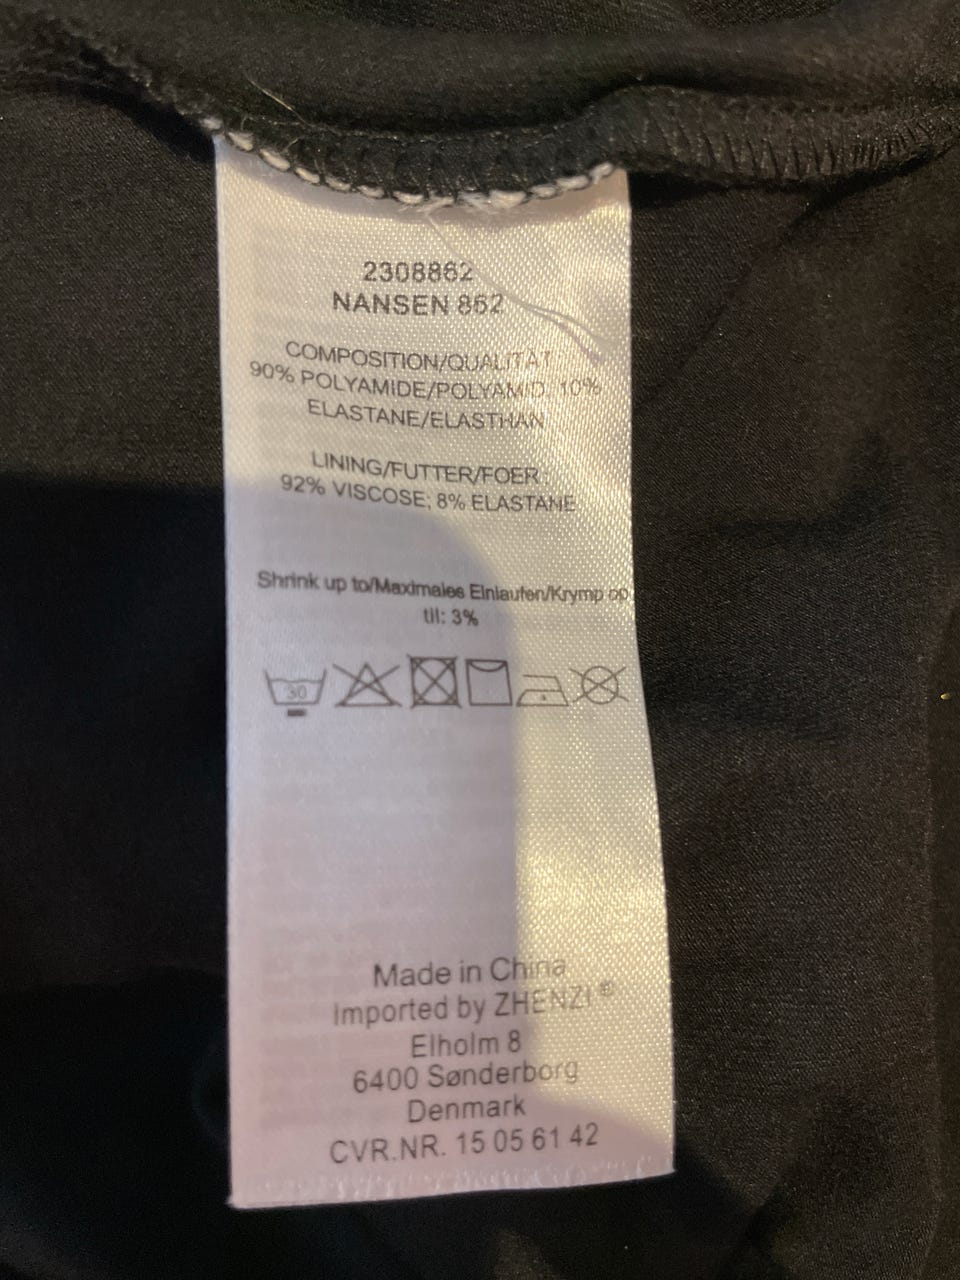 2308862
NANSEN 862
COMPOSITION/QUALITÄT
90% POLYAMIDE/POLYAMID, 10%
ELASTANE/ELASTHAN
LINING/FUTTER/FOER:
92% VISCOSE; 8% ELASTANE
Shrink up to/Maximales Einlaufen/Krymp op
til: 3%
30
Made in China
Imported by ZHENZI®
Elholm 8
6400 Sønderborg
Denmark
CVR.NR. 15 05 61 42